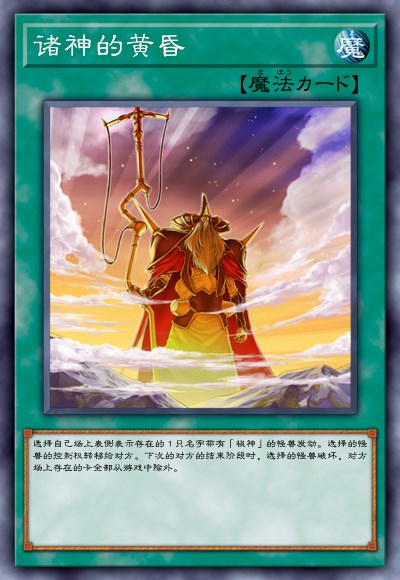 诸神的黄昏
魔
【魔法カード】
ま ほう
选择自己场上表侧表示存在的1只名字带有「极神」的怪兽发动。选择的怪兽
的控制权转移给对方。下次的对方的结束阶段时,选择的怪兽破坏,对方
场上存在的卡全部从游戏中除外。